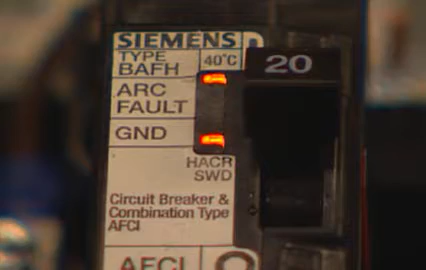 SIEMENS
TYPE
BAFH
40°C
20
ARC
FAULT
GND
HACR
SWD
Circuit Breaker &
Combination Type
AFCI
AFCI